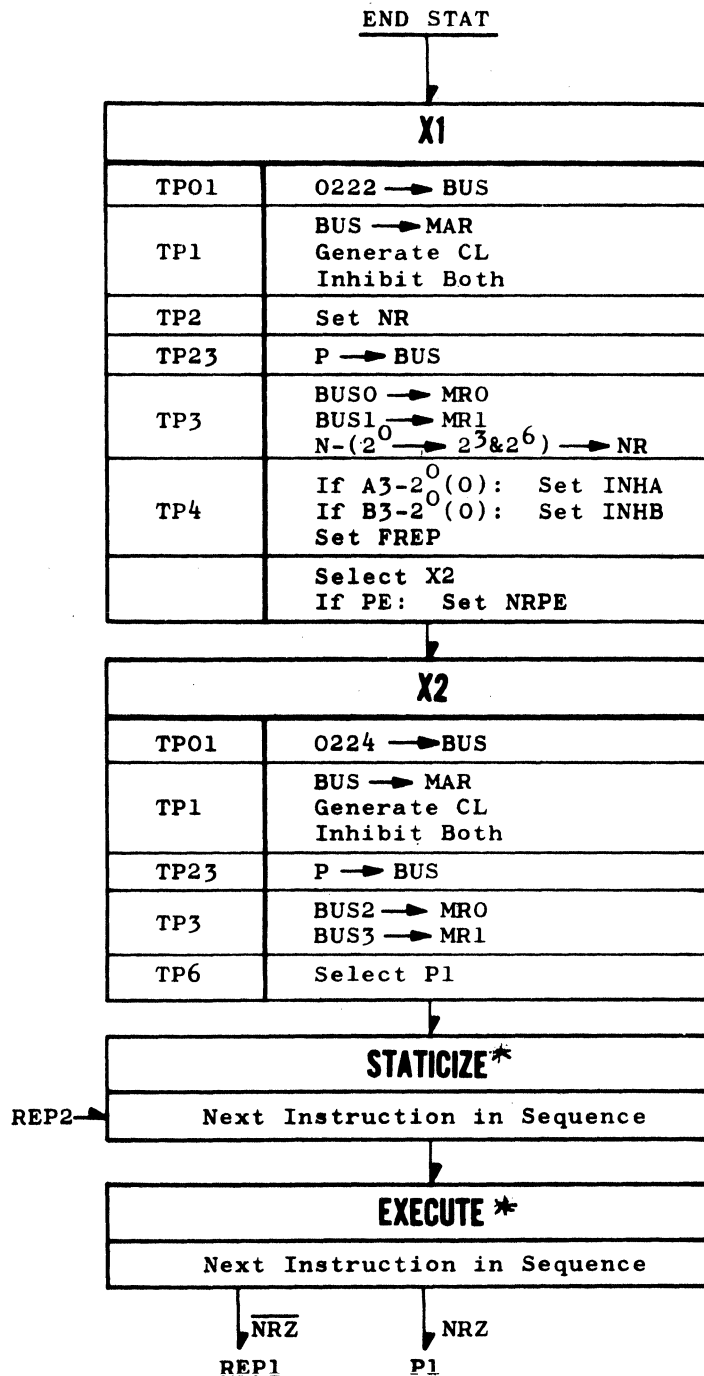 END STAT
X1
TP01 0222 → BUS
TP1 BUS → MAR
Generate CL
Inhibit Both
TP2 Set NR
TP23 P → BUS
TP3 BUS0 → MR0
BUS1 → MR1
N-(2⁰ → 2³&2⁶) → NR
TP4 If A3-2⁰(0): Set INHA
If B3-2⁰(0): Set INHB
Set FREP
Select X2
If PE: Set NRPE
X2
TP01 0224 → BUS
TP1 BUS → MAR
Generate CL
Inhibit Both
TP23 P → BUS
TP3 BUS2 → MR0
BUS3 → MR1
TP6 Select P1
STATICIZE*
REP2→ Next Instruction in Sequence
EXECUTE *
Next Instruction in Sequence
N̅R̅Z̅ NRZ
REP1 P1